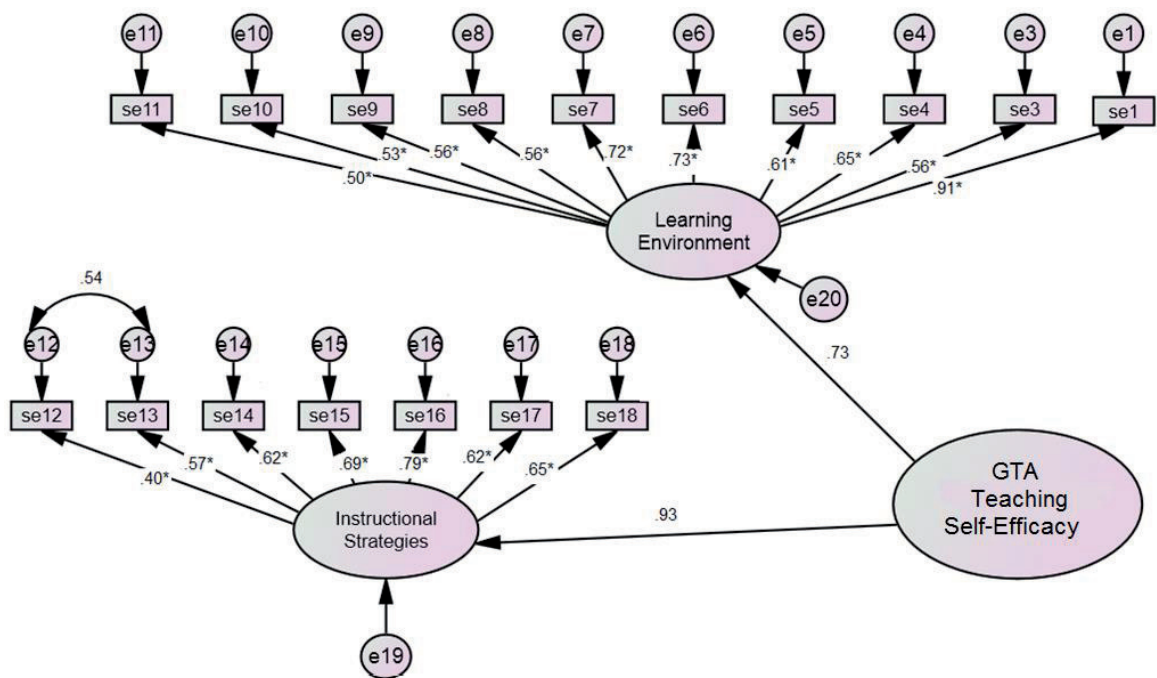 e11 e10 e9 e8 e7 e6 e5 e4 e3 e1
se11 se10 se9 se8 se7 se6 se5 se4 se3 se1
.50* .53* .56* .56* .72* .73* .61* .65* .56* .91*
Learning
Environment
e20
.73
.54
e12 e13 e14 e15 e16 e17 e18
se12 se13 se14 se15 se16 se17 se18
.40* .57* .62* .69* .79* .62* .65*
Instructional
Strategies
.93
GTA
Teaching
Self-Efficacy
e19